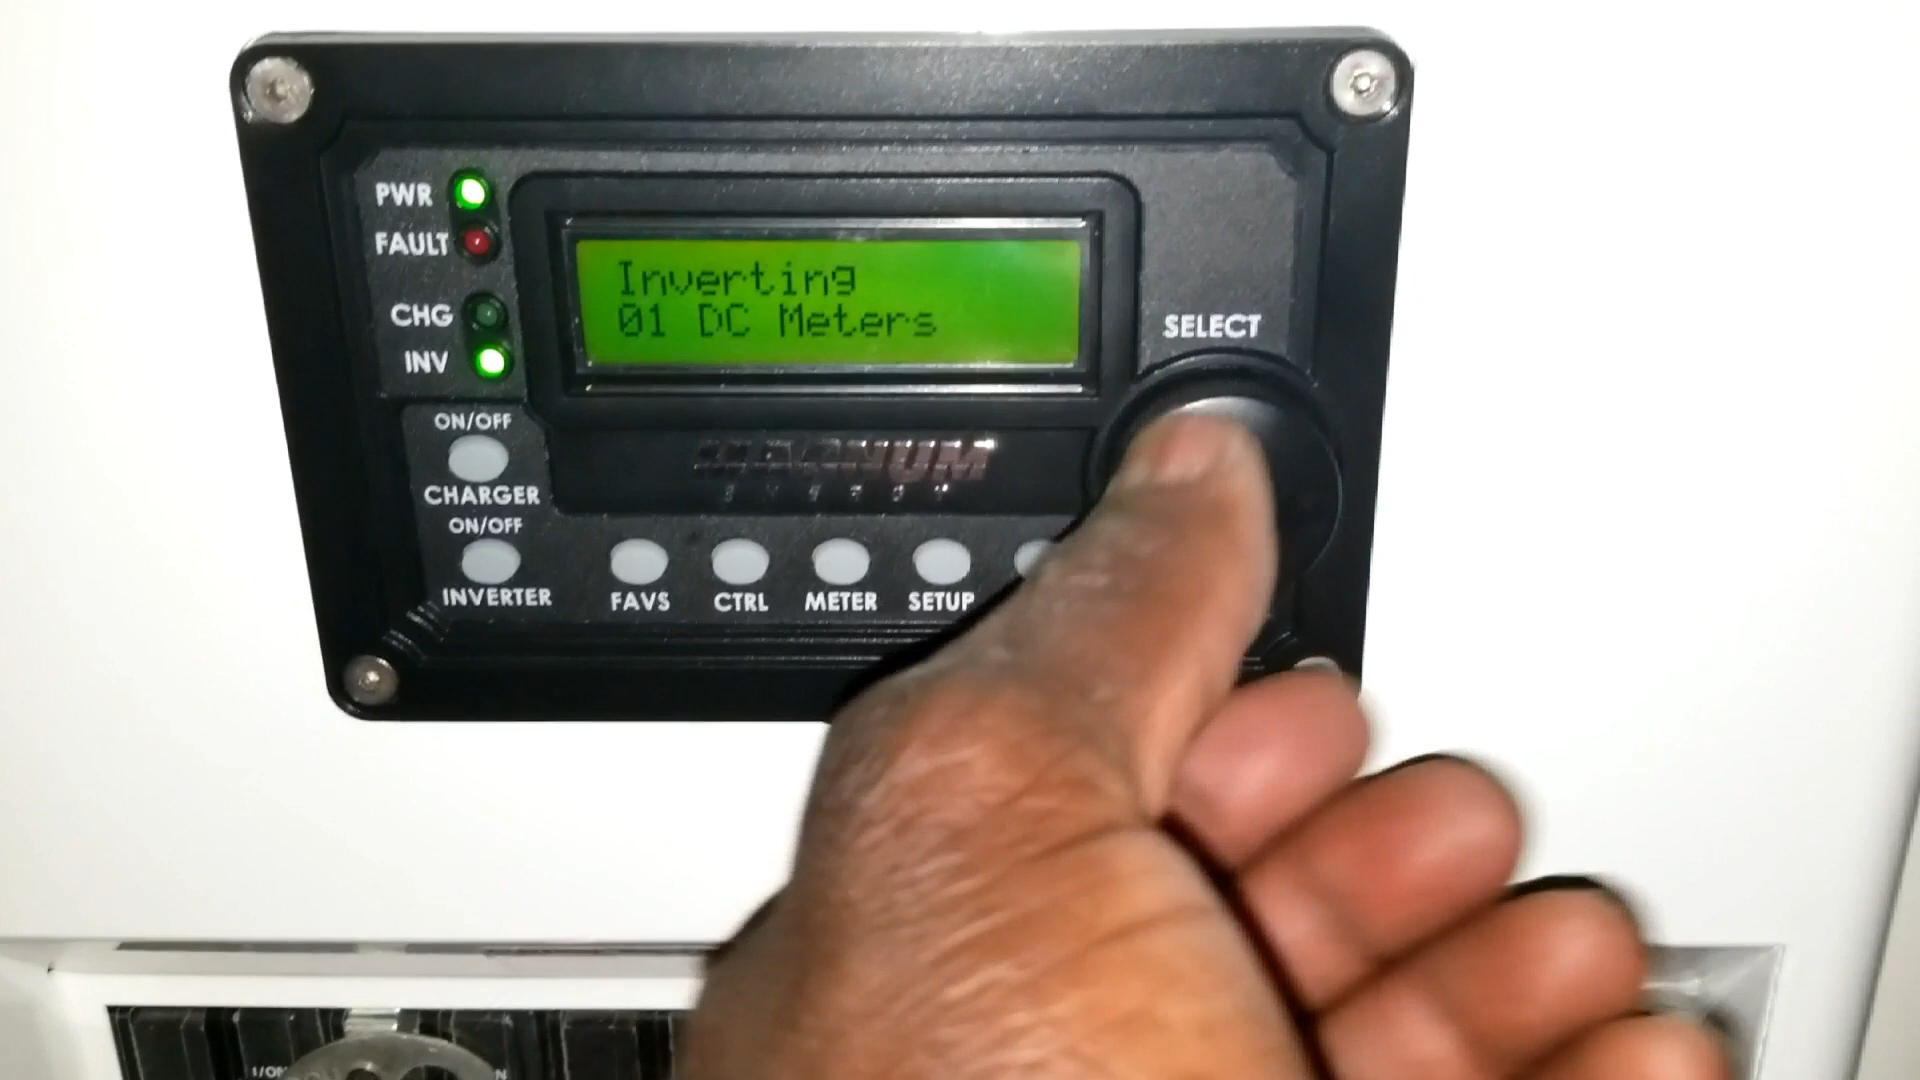 PWR
FAULT
CHG
INV
Inverting
01 DC Meters
SELECT
ON/OFF
CHARGER
ON/OFF
INVERTER
MAGNUM
ENERGY
FAVS
CTRL
METER
SETUP